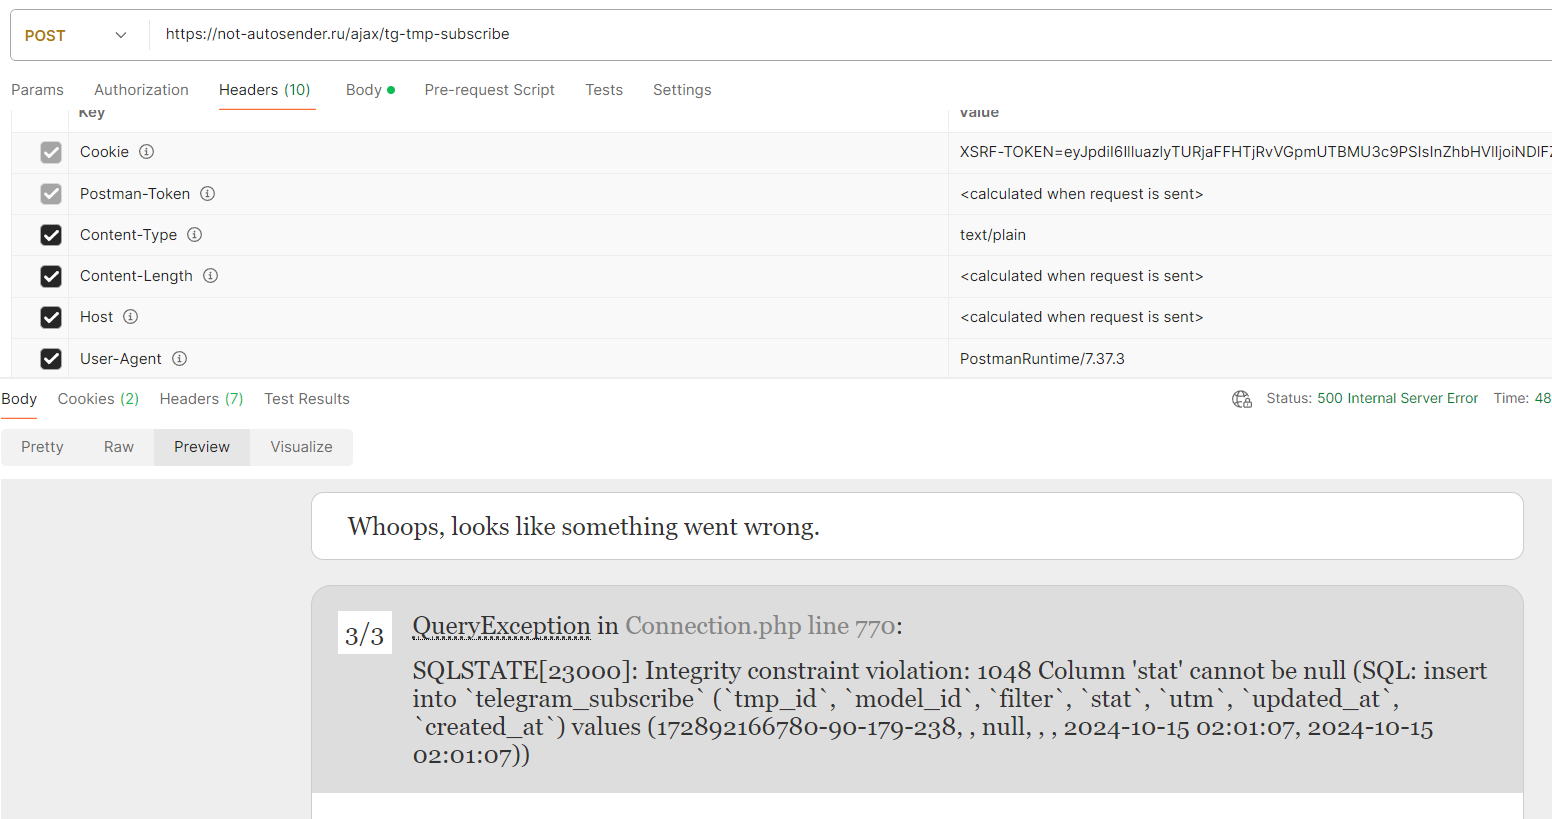 POST https://not-autosender.ru/ajax/tg-tmp-subscribe
Params Authorization Headers (10) Body Pre-request Script Tests Settings
Key Value
Cookie XSRF-TOKEN=
Postman-Token <calculated when request is sent>
Content-Type text/plain
Content-Length <calculated when request is sent>
Host <calculated when request is sent>
User-Agent PostmanRuntime/7.37.3
Body Cookies (2) Headers (7) Test Results Status: 500 Internal Server Error Time: 48
Pretty Raw Preview Visualize
Whoops, looks like something went wrong.
3/3 QueryException in Connection.php line 770:
SQLSTATE[23000]: Integrity constraint violation: 1048 Column 'stat' cannot be null (SQL: insert
into `telegram_subscribe` (`tmp_id`, `model_id`, `filter`, `stat`, `utm`, `updated_at`,
`created_at`) values (172892166780-90-179-238, , null, , , 2024-10-15 02:01:07, 2024-10-15
02:01:07))